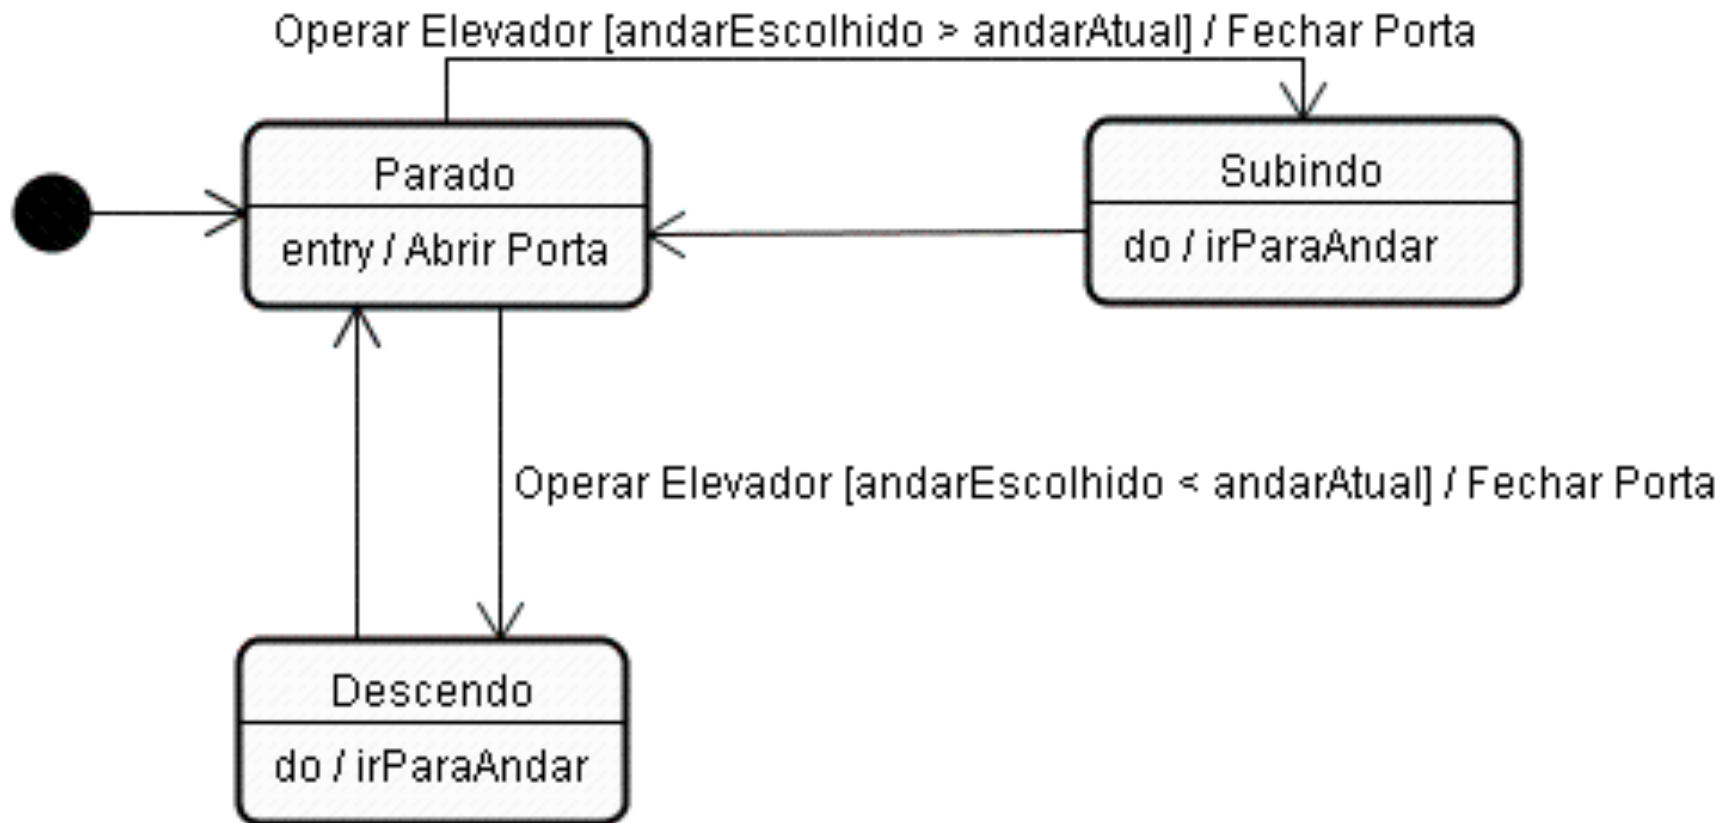 Operar Elevador [andarEscolhido > andarAtual] / Fechar Porta
Parado
entry / Abrir Porta
Subindo
do / irParaAndar
Operar Elevador [andarEscolhido < andarAtual] / Fechar Porta
Descendo
do / irParaAndar